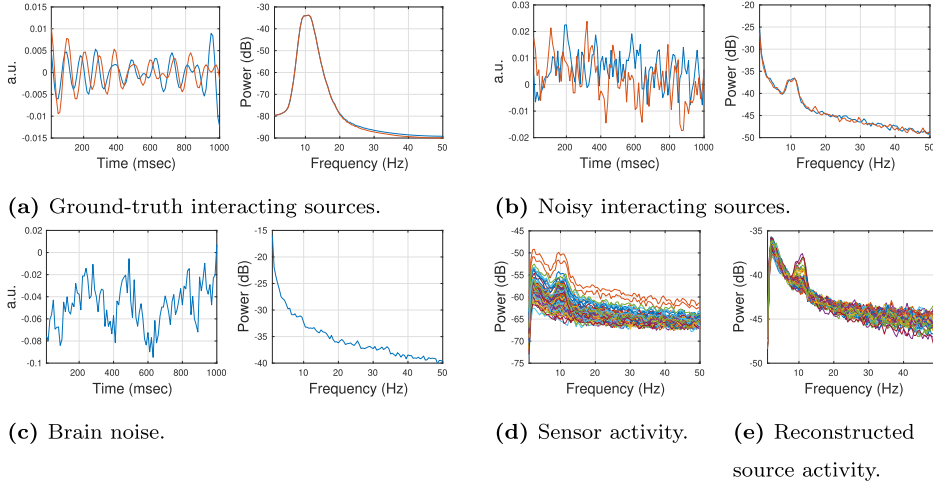 0.015
0.01
0.005
0
-0.005
-0.01
-0.015
a.u.
200 400 600 800 1000
Time (msec)
-30
-40
-50
-60
-70
-80
-90
Power (dB)
10 20 30 40 50
Frequency (Hz)
0.03
0.02
0.01
0
-0.01
-0.02
a.u.
200 400 600 800 1000
Time (msec)
-20
-25
-30
-35
-40
-45
-50
Power (dB)
10 20 30 40 50
Frequency (Hz)
(a) Ground-truth interacting sources.
(b) Noisy interacting sources.
0.02
0
-0.02
-0.04
-0.06
-0.08
-0.1
a.u.
200 400 600 800 1000
Time (msec)
-15
-20
-25
-30
-35
-40
Power (dB)
10 20 30 40 50
Frequency (Hz)
-45
-50
-55
-60
-65
-70
-75
Power (dB)
10 20 30 40 50
Frequency (Hz)
-35
-40
-45
-50
Power (dB)
10 20 30 40
Frequency (Hz)
(c) Brain noise.
(d) Sensor activity.
(e) Reconstructed
source activity.